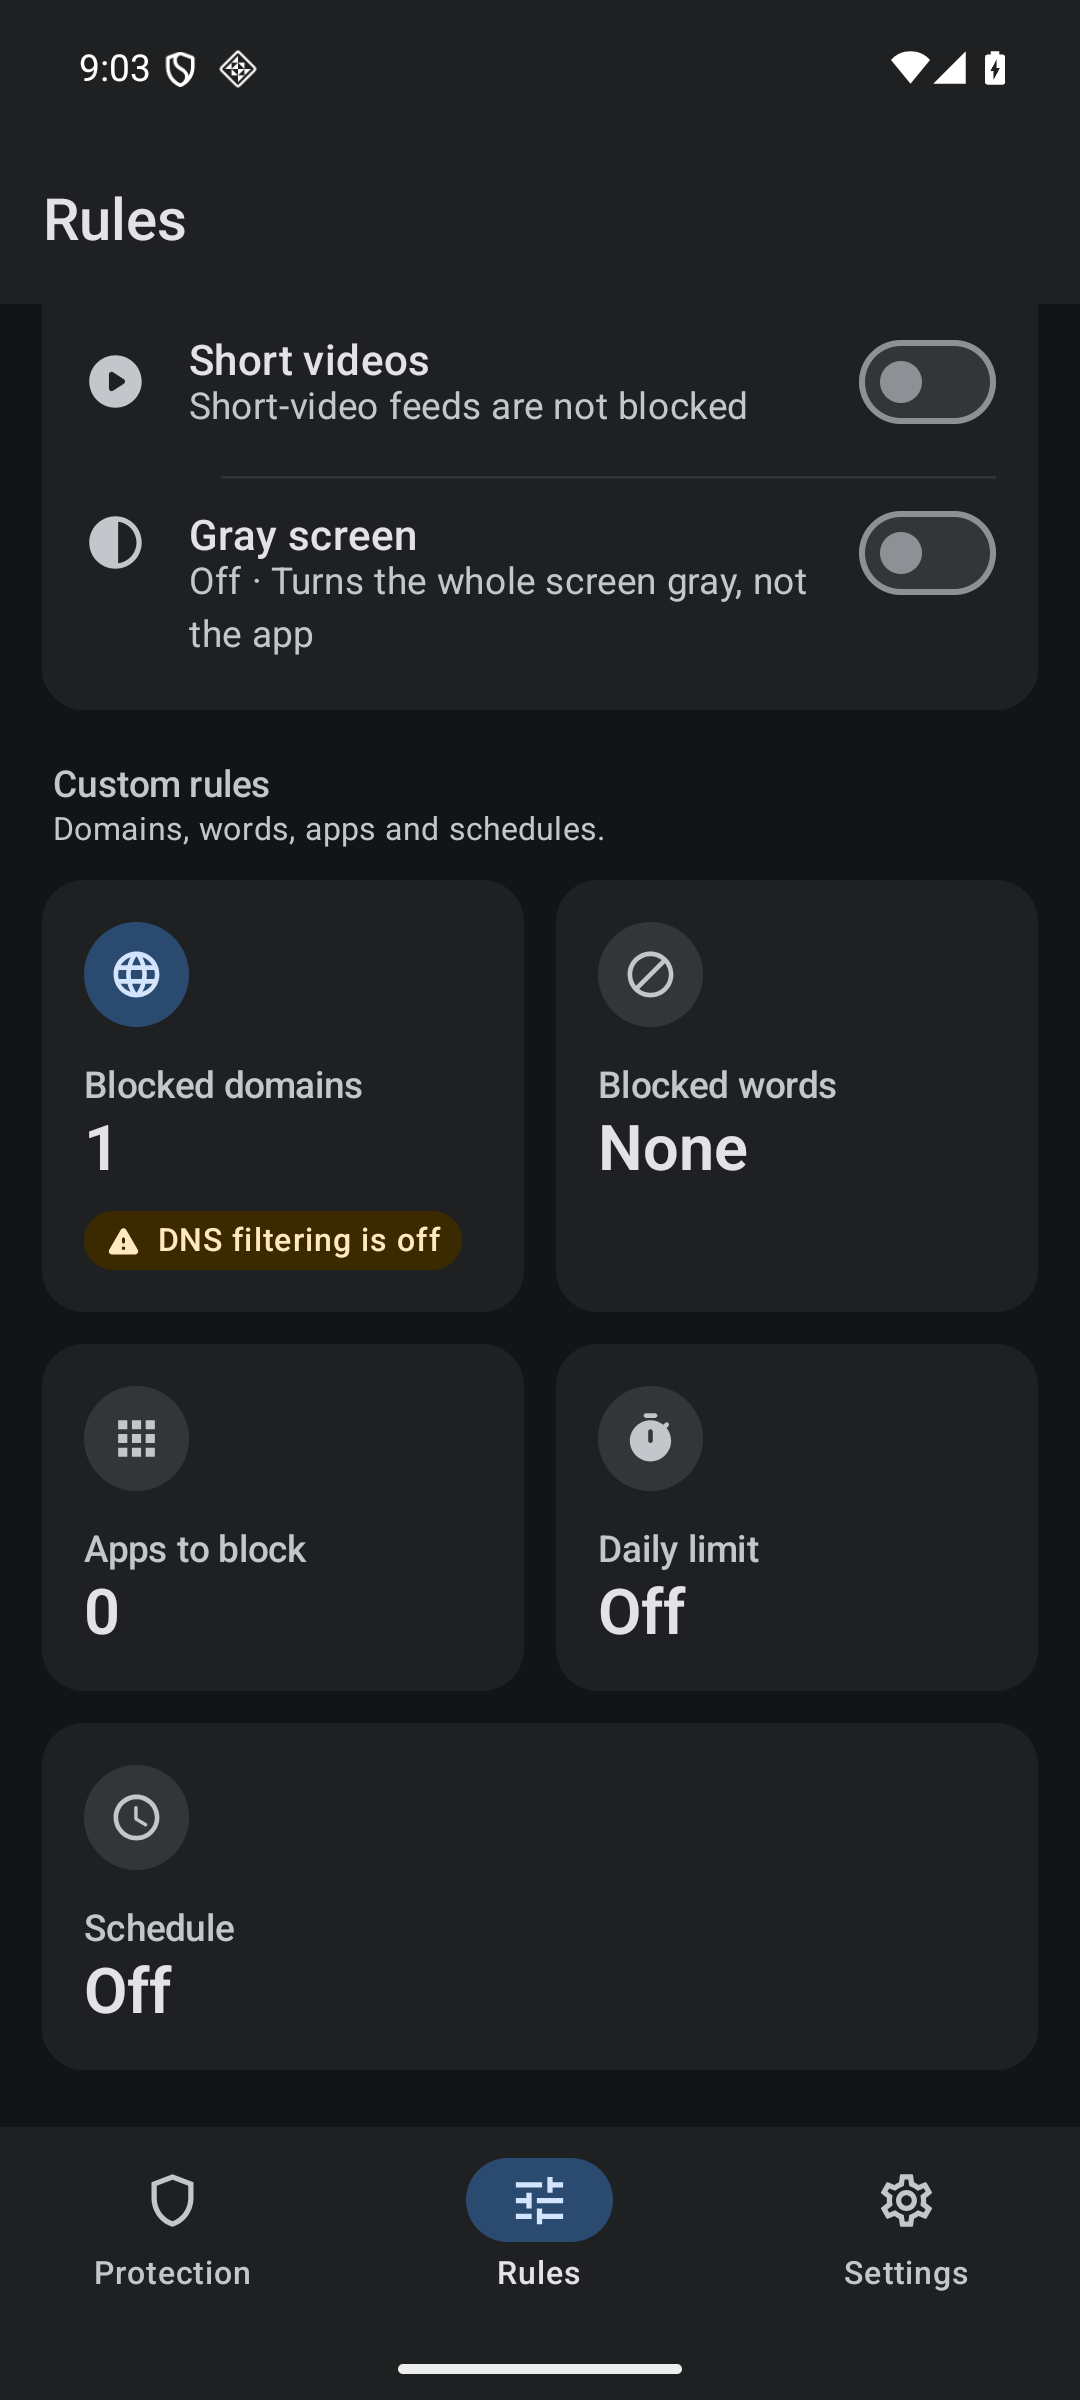 9:03
Rules
Short videos
Short-video feeds are not blocked
Gray screen
Off · Turns the whole screen gray, not
the app
Custom rules
Domains, words, apps and schedules.
Blocked domains
1
DNS filtering is off
Blocked words
None
Apps to block
0
Daily limit
Off
Schedule
Off
Protection
Rules
Settings